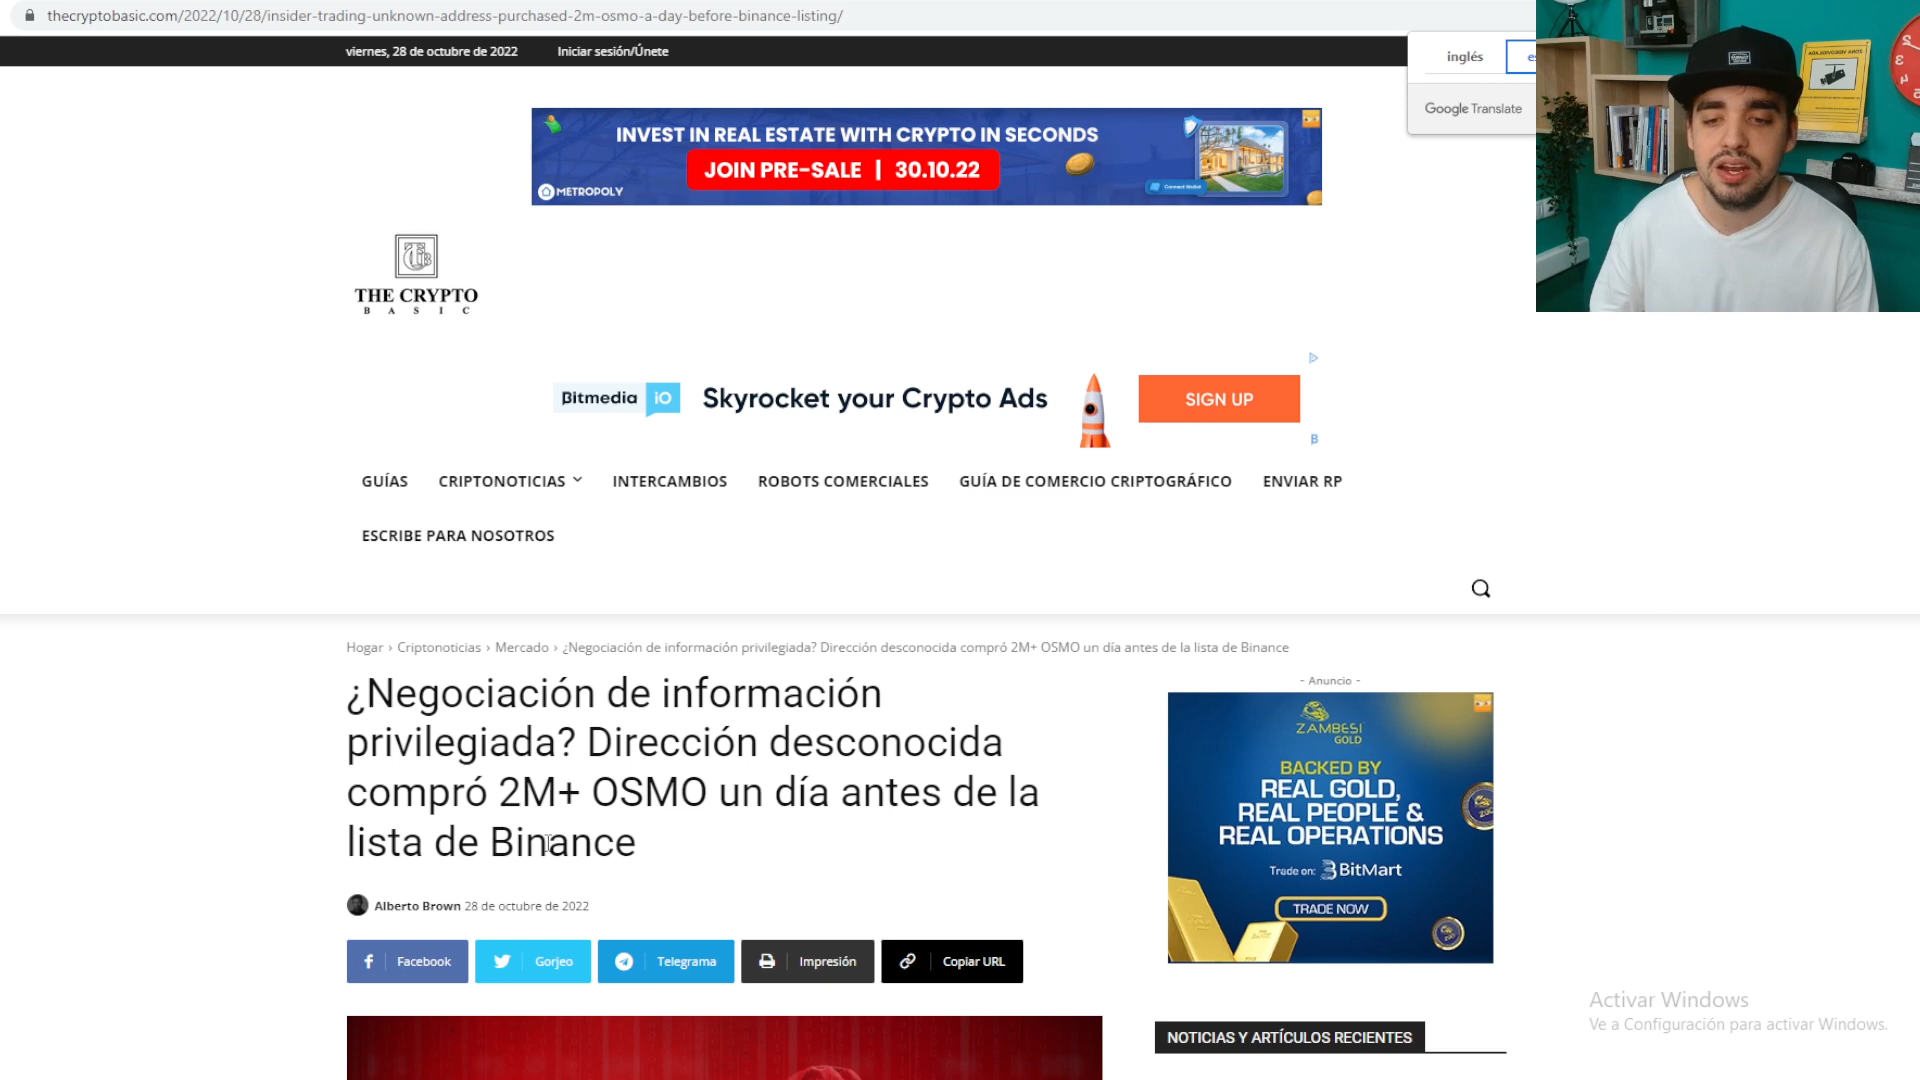 thecryptobasic.com/2022/10/28/insider-trading-unknown-address-purchased-2m-osmo-a-day-before-binance-listing/
viernes, 28 de octubre de 2022
Iniciar sesión/Únete
inglés
Google Translate
INVEST IN REAL ESTATE WITH CRYPTO IN SECONDS
JOIN PRE-SALE | 30.10.22
METROPOLY
Connect Wallet
THE CRYPTO
BASIC
Bitmedia iO
Skyrocket your Crypto Ads
SIGN UP
GUÍAS
CRIPTONOTICIAS
INTERCAMBIOS
ROBOTS COMERCIALES
GUÍA DE COMERCIO CRIPTOGRÁFICO
ENVIAR RP
ESCRIBE PARA NOSOTROS
Hogar › Criptonoticias › Mercado › ¿Negociación de información privilegiada? Dirección desconocida compró 2M+ OSMO un día antes de la lista de Binance
¿Negociación de información
privilegiada? Dirección desconocida
compró 2M+ OSMO un día antes de la
lista de Binance
Alberto Brown 28 de octubre de 2022
Facebook
Gorjeo
Telegrama
Impresión
Copiar URL
- Anuncio -
ZAMBESI
GOLD
BACKED BY
REAL GOLD,
REAL PEOPLE &
REAL OPERATIONS
Trade on: BitMart
TRADE NOW
NOTICIAS Y ARTÍCULOS RECIENTES
Activar Windows
Ve a Configuración para activar Windows.